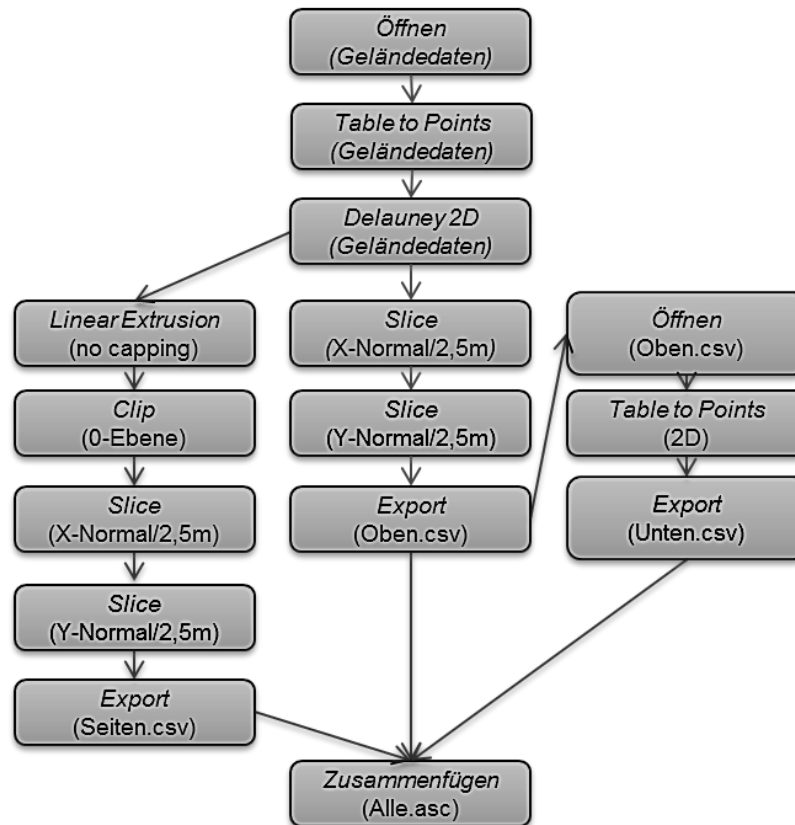 Öffnen
(Geländedaten)
Table to Points
(Geländedaten)
Delauney 2D
(Geländedaten)
Linear Extrusion
(no capping)
Clip
(0-Ebene)
Slice
(X-Normal/2,5m)
Slice
(Y-Normal/2,5m)
Export
(Seiten.csv)
Slice
(X-Normal/2,5m)
Slice
(Y-Normal/2,5m)
Export
(Oben.csv)
Öffnen
(Oben.csv)
Table to Points
(2D)
Export
(Unten.csv)
Zusammenfügen
(Alle.asc)